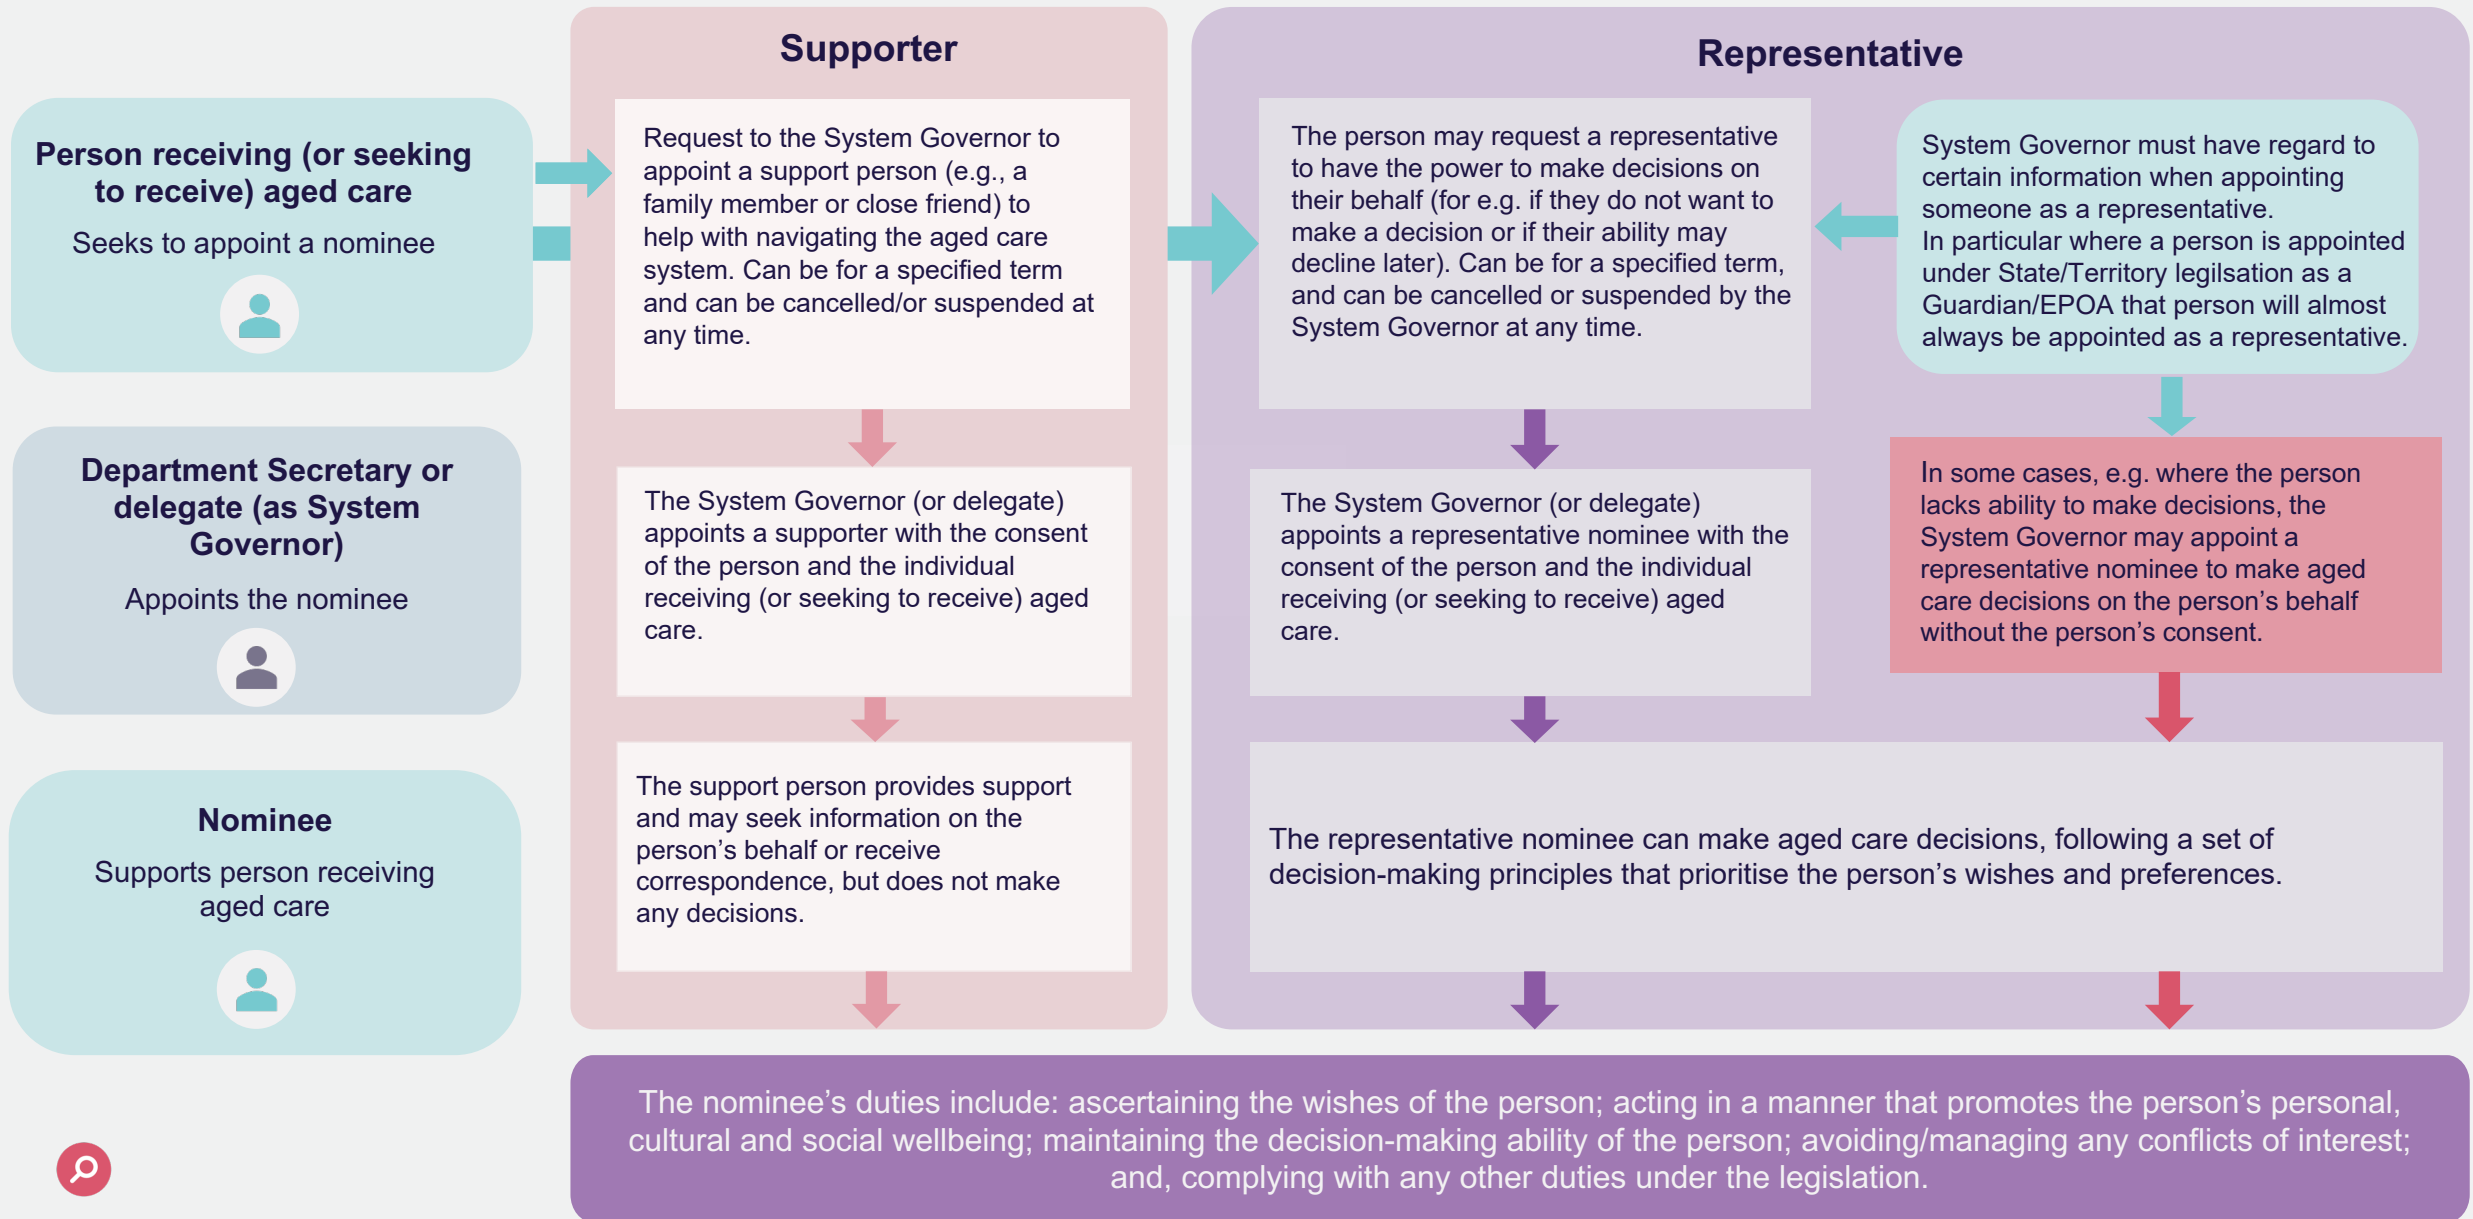 Supporter
Representative
Person receiving (or seeking
to receive) aged care
Seeks to appoint a nominee
Request to the System Governor to
appoint a support person (e.g., a
family member or close friend) to
help with navigating the aged care
system. Can be for a specified term
and can be cancelled/or suspended at
any time.
The person may request a representative
to have the power to make decisions on
their behalf (for e.g. if they do not want to
make a decision or if their ability may
decline later). Can be for a specified term,
and can be cancelled or suspended by the
System Governor at any time.
System Governor must have regard to
certain information when appointing
someone as a representative.
In particular where a person is appointed
under State/Territory legilsation as a
Guardian/EPOA that person will almost
always be appointed as a representative.
Department Secretary or
delegate (as System
Governor)
Appoints the nominee
The System Governor (or delegate)
appoints a supporter with the consent
of the person and the individual
receiving (or seeking to receive) aged
care.
The System Governor (or delegate)
appoints a representative nominee with the
consent of the person and the individual
receiving (or seeking to receive) aged
care.
In some cases, e.g. where the person
lacks ability to make decisions, the
System Governor may appoint a
representative nominee to make aged
care decisions on the person's behalf
without the person's consent.
Nominee
Supports person receiving
aged care
The support person provides support
and may seek information on the
person's behalf or receive
correspondence, but does not make
any decisions.
The representative nominee can make aged care decisions, following a set of
decision-making principles that prioritise the person's wishes and preferences.
The nominee's duties include: ascertaining the wishes of the person; acting in a manner that promotes the person's personal,
cultural and social wellbeing; maintaining the decision-making ability of the person; avoiding/managing any conflicts of interest;
and, complying with any other duties under the legislation.